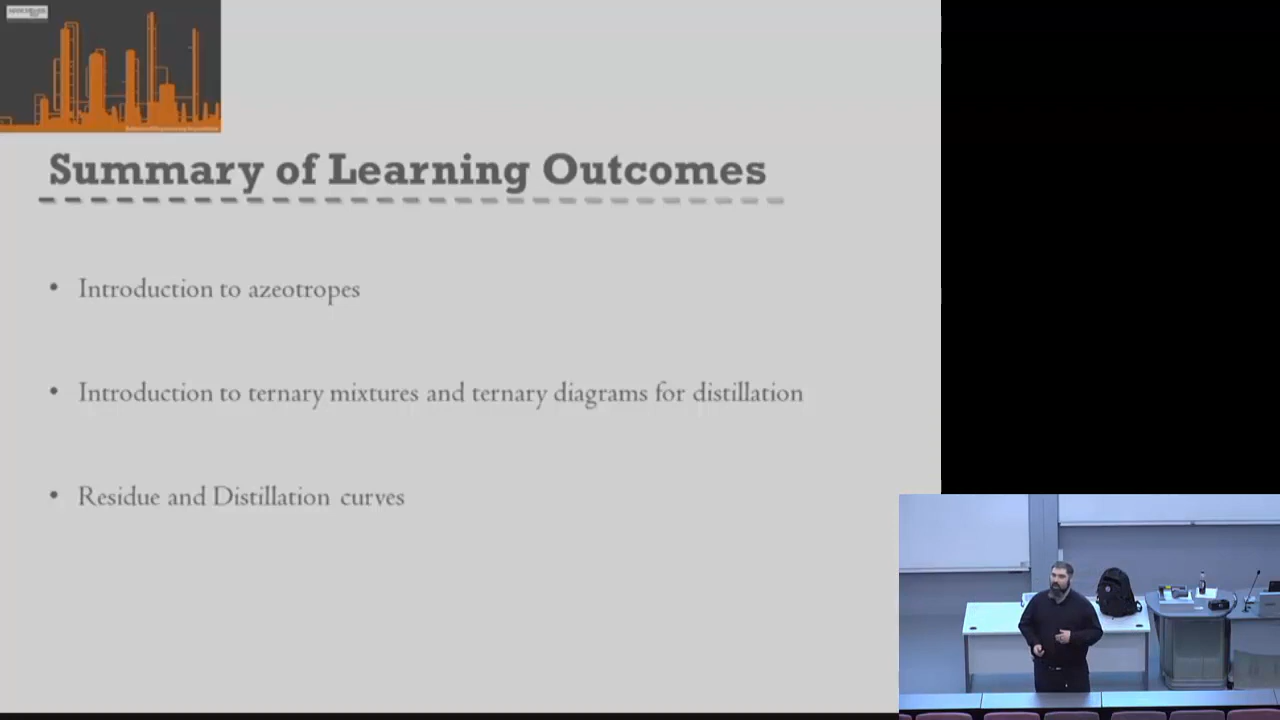 Summary of Learning Outcomes
• Introduction to azeotropes
• Introduction to ternary mixtures and ternary diagrams for distillation
• Residue and Distillation curves